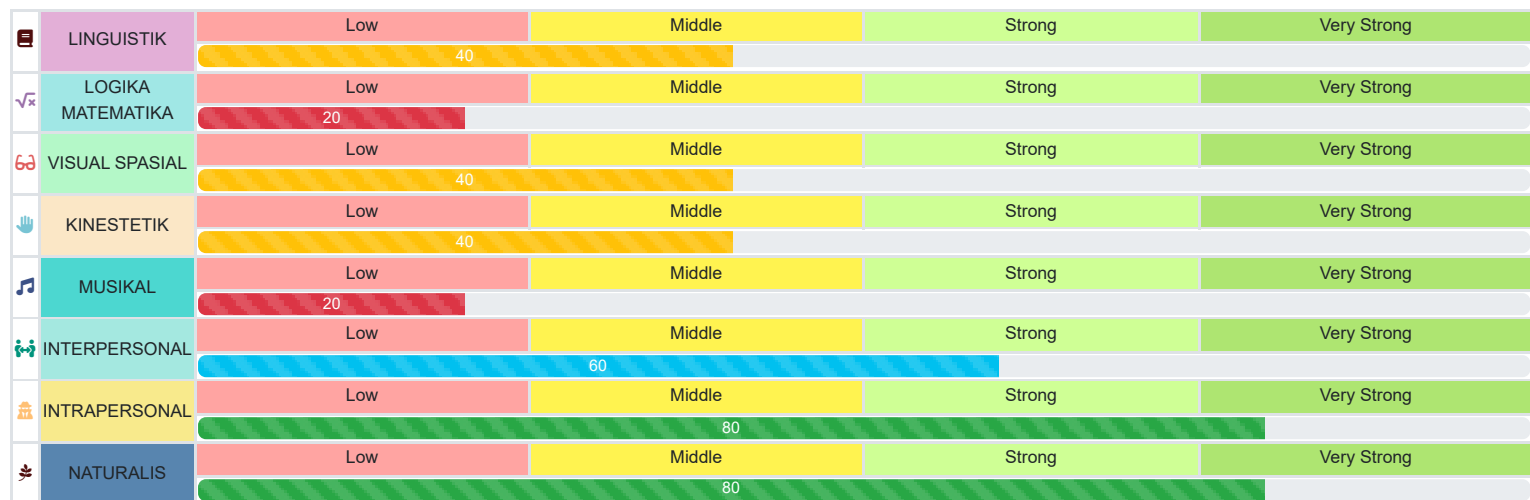 LINGUISTIK
Low Middle Strong Very Strong
40
LOGIKA
MATEMATIKA
Low Middle Strong Very Strong
20
VISUAL SPASIAL
Low Middle Strong Very Strong
40
KINESTETIK
Low Middle Strong Very Strong
40
MUSIKAL
Low Middle Strong Very Strong
20
INTERPERSONAL
Low Middle Strong Very Strong
60
INTRAPERSONAL
Low Middle Strong Very Strong
80
NATURALIS
Low Middle Strong Very Strong
80